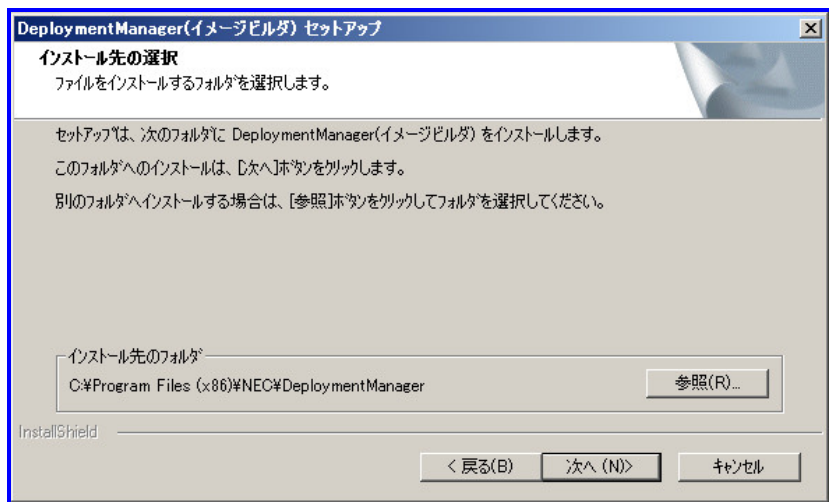 DeploymentManager(イメージビルダ) セットアップ
インストール先の選択
ファイルをインストールするフォルダを選択します。
セットアップは、次のフォルダに DeploymentManager(イメージビルダ) をインストールします。
このフォルダへのインストールは、[次へ]ボタンをクリックします。
別のフォルダへインストールする場合は、[参照]ボタンをクリックしてフォルダを選択してください。
インストール先のフォルダ
C:¥Program Files (x86)¥NEC¥DeploymentManager
参照(R)...
InstallShield
< 戻る(B)
次へ (N)>
キャンセル